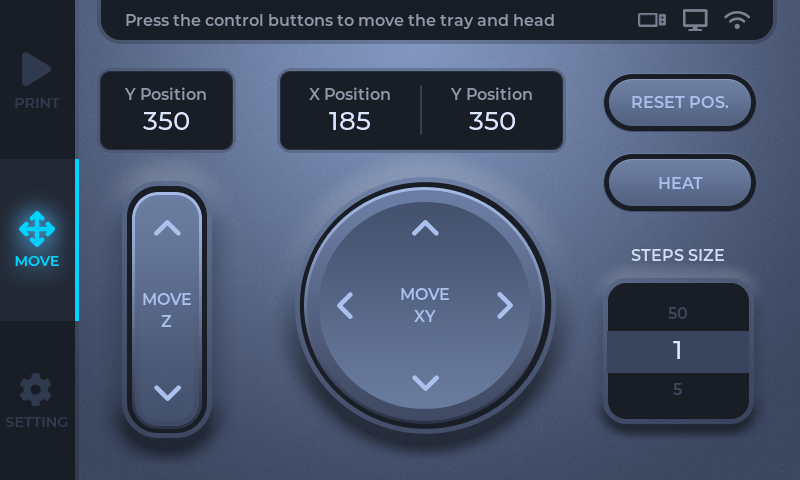 Press the control buttons to move the tray and head
PRINT
MOVE
SETTING
Y Position
350
X Position
185
Y Position
350
RESET POS.
HEAT
MOVE
Z
MOVE
XY
STEPS SIZE
50
1
5